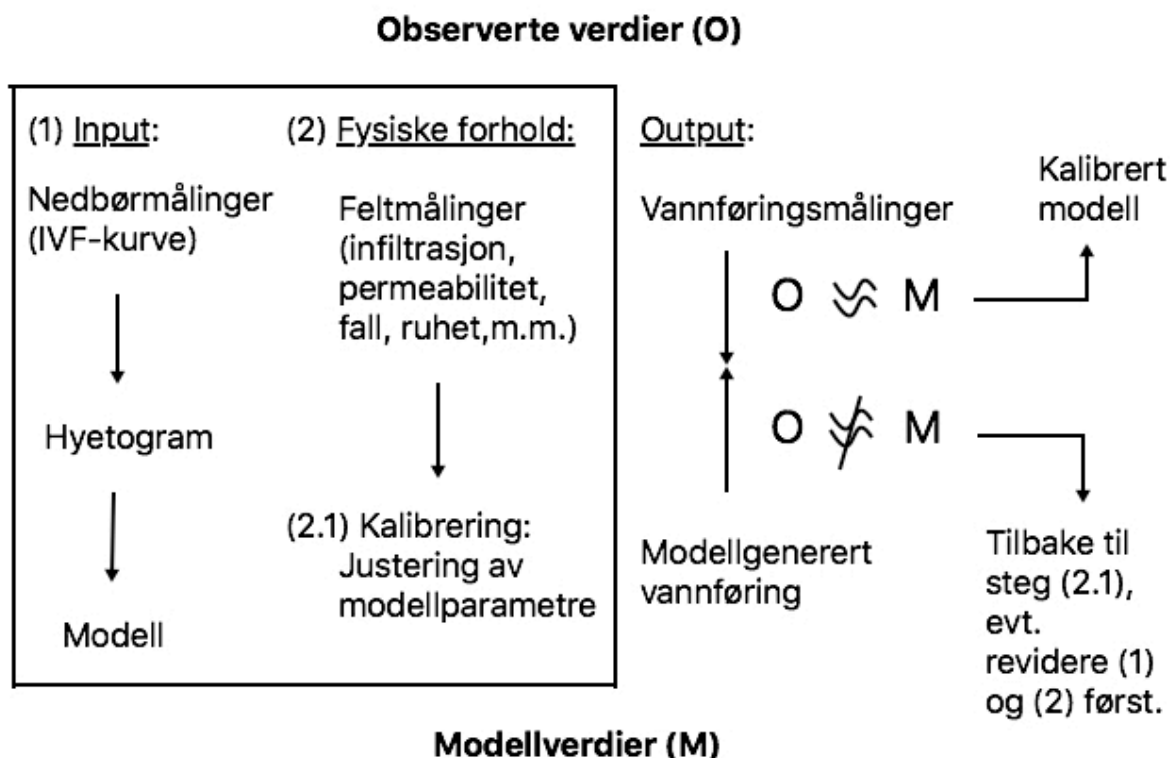 Observerte verdier (O)
(1) Input:
Nedbørmålinger
(IVF-kurve)
Hyetogram
Modell
(2) Fysiske forhold:
Feltmålinger
(infiltrasjon,
permeabilitet,
fall, ruhet,m.m.)
(2.1) Kalibrering:
Justering av
modellparametre
Output:
Vannføringsmålinger
O M
O M
Modellgenerert
vannføring
Kalibrert
modell
Tilbake til
steg (2.1),
evt.
revidere (1)
og (2) først.
Modellverdier (M)